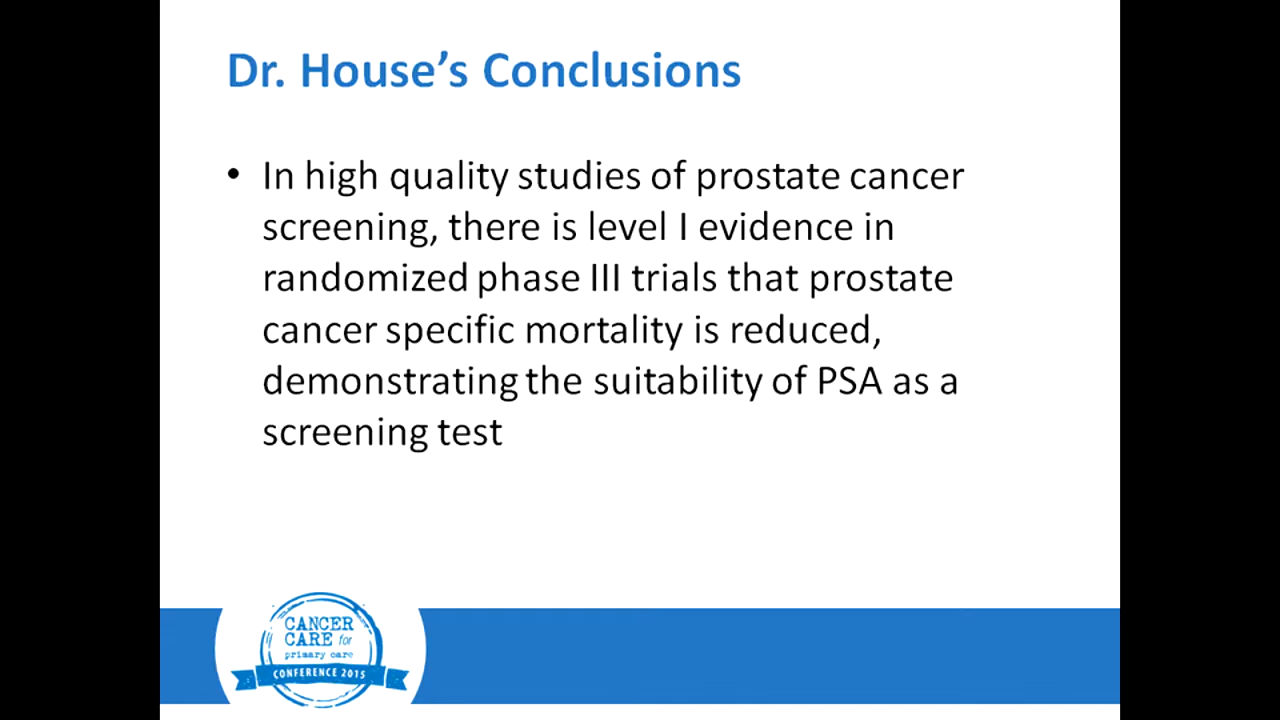 Dr. House’s Conclusions
• In high quality studies of prostate cancer
screening, there is level I evidence in
randomized phase III trials that prostate
cancer specific mortality is reduced,
demonstrating the suitability of PSA as a
screening test
CANCER
CARE for
primary care
CONFERENCE 2015